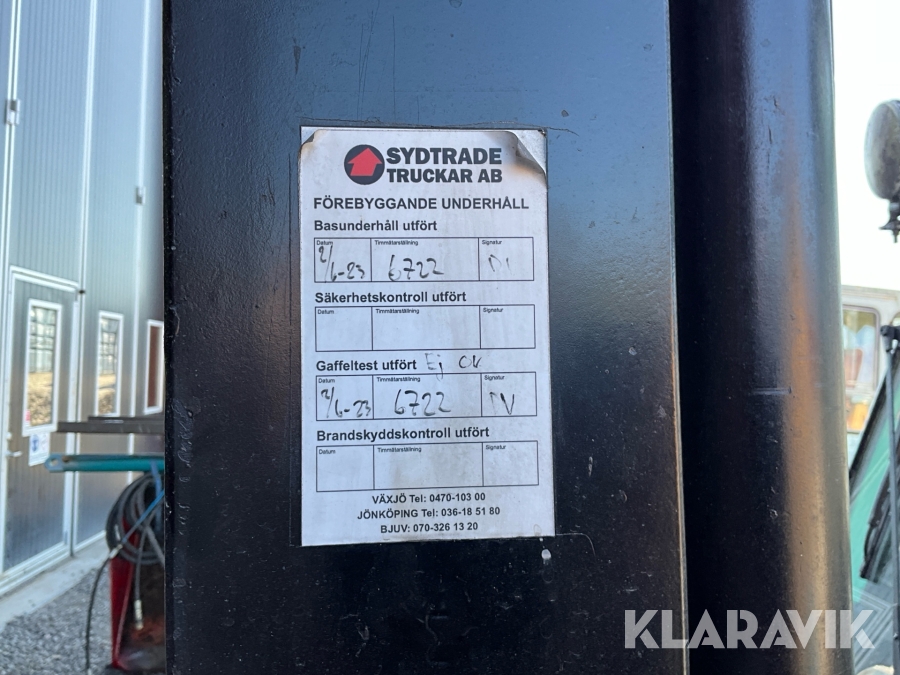 SYDTRADE
TRUCKAR AB
FÖREBYGGANDE UNDERHÅLL
Basunderhåll utfört
Datum Timmätarställning Signatur
2/6-23 6722
Säkerhetskontroll utfört
Datum Timmätarställning Signatur
Gaffeltest utfört Ej OK
Datum Timmätarställning Signatur
2/6-23 6722
Brandskyddskontroll utfört
Datum Timmätarställning Signatur
VÄXJÖ Tel: 0470-103 00
JÖNKÖPING Tel: 036-18 51 80
BJUV: 070-326 13 20
KLARAVIK